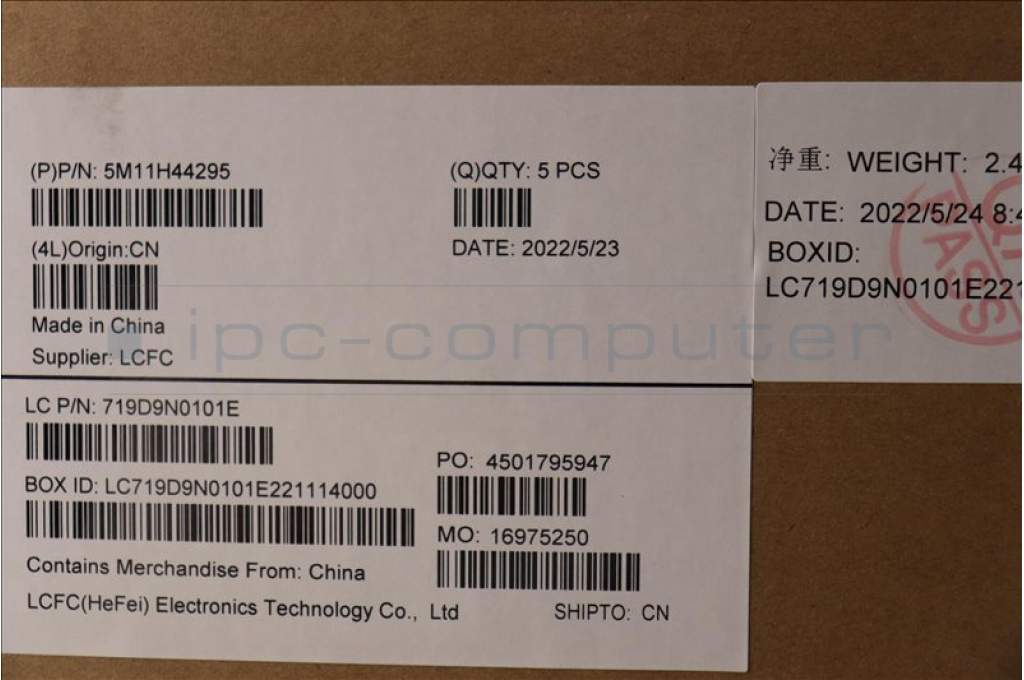 (P)P/N: 5M11H44295
(Q)QTY: 5 PCS
(4L)Origin:CN
DATE: 2022/5/23
Made in China
Supplier: LCFC
LC P/N: 719D9N0101E
PO: 4501795947
BOX ID: LC719D9N0101E221114000
MO: 16975250
Contains Merchandise From: China
LCFC(HeFei) Electronics Technology Co., Ltd
SHIPTO: CN
净重: WEIGHT: 2.4
DATE: 2022/5/24 8:4
BOXID:
LC719D9N0101E221
PASS
ipc-computer